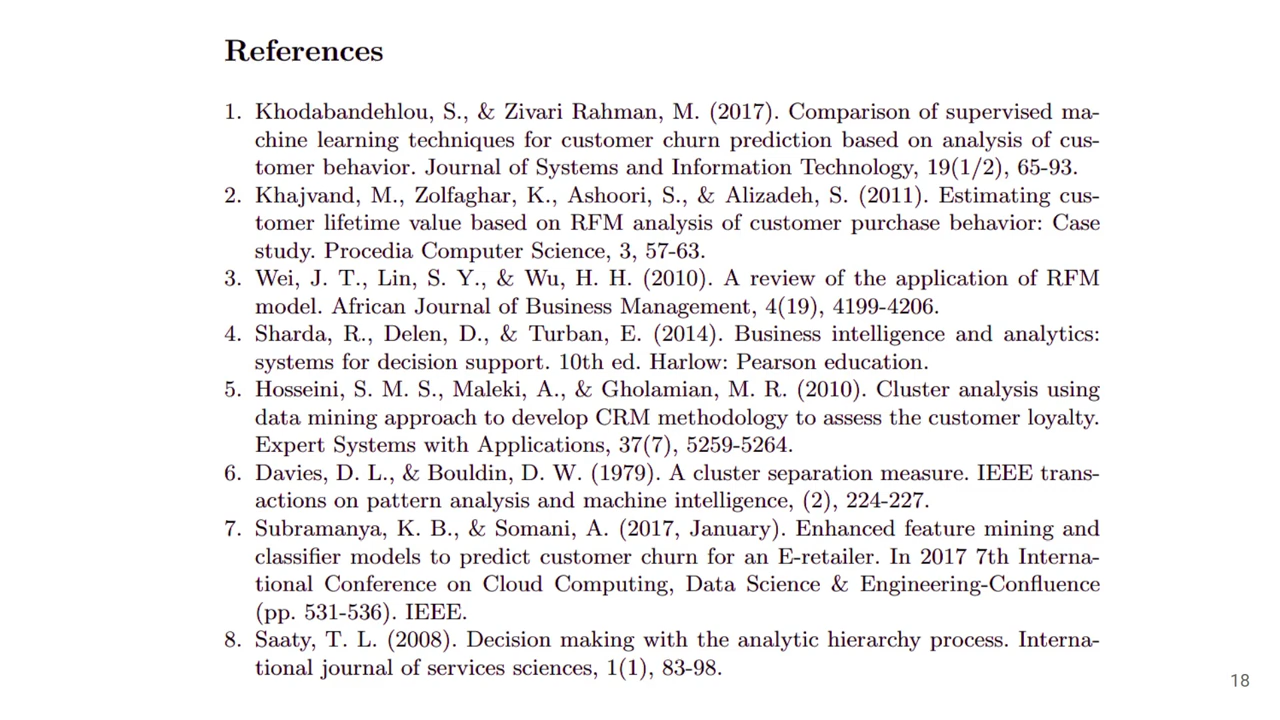 References
1. Khodabandehlou, S., & Zivari Rahman, M. (2017). Comparison of supervised ma-
chine learning techniques for customer churn prediction based on analysis of cus-
tomer behavior. Journal of Systems and Information Technology, 19(1/2), 65-93.
2. Khajvand, M., Zolfaghar, K., Ashoori, S., & Alizadeh, S. (2011). Estimating cus-
tomer lifetime value based on RFM analysis of customer purchase behavior: Case
study. Procedia Computer Science, 3, 57-63.
3. Wei, J. T., Lin, S. Y., & Wu, H. H. (2010). A review of the application of RFM
model. African Journal of Business Management, 4(19), 4199-4206.
4. Sharda, R., Delen, D., & Turban, E. (2014). Business intelligence and analytics:
systems for decision support. 10th ed. Harlow: Pearson education.
5. Hosseini, S. M. S., Maleki, A., & Gholamian, M. R. (2010). Cluster analysis using
data mining approach to develop CRM methodology to assess the customer loyalty.
Expert Systems with Applications, 37(7), 5259-5264.
6. Davies, D. L., & Bouldin, D. W. (1979). A cluster separation measure. IEEE trans-
actions on pattern analysis and machine intelligence, (2), 224-227.
7. Subramanya, K. B., & Somani, A. (2017, January). Enhanced feature mining and
classifier models to predict customer churn for an E-retailer. In 2017 7th Interna-
tional Conference on Cloud Computing, Data Science & Engineering-Confluence
(pp. 531-536). IEEE.
8. Saaty, T. L. (2008). Decision making with the analytic hierarchy process. Interna-
tional journal of services sciences, 1(1), 83-98.
18